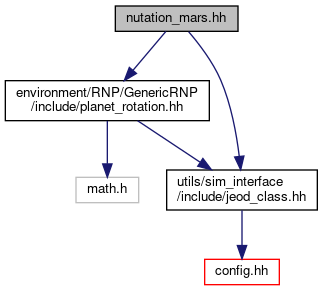 nutation_mars.hh
environment/RNP/GenericRNP
/include/planet_rotation.hh
math.h
utils/sim_interface
/include/jeod_class.hh
config.hh